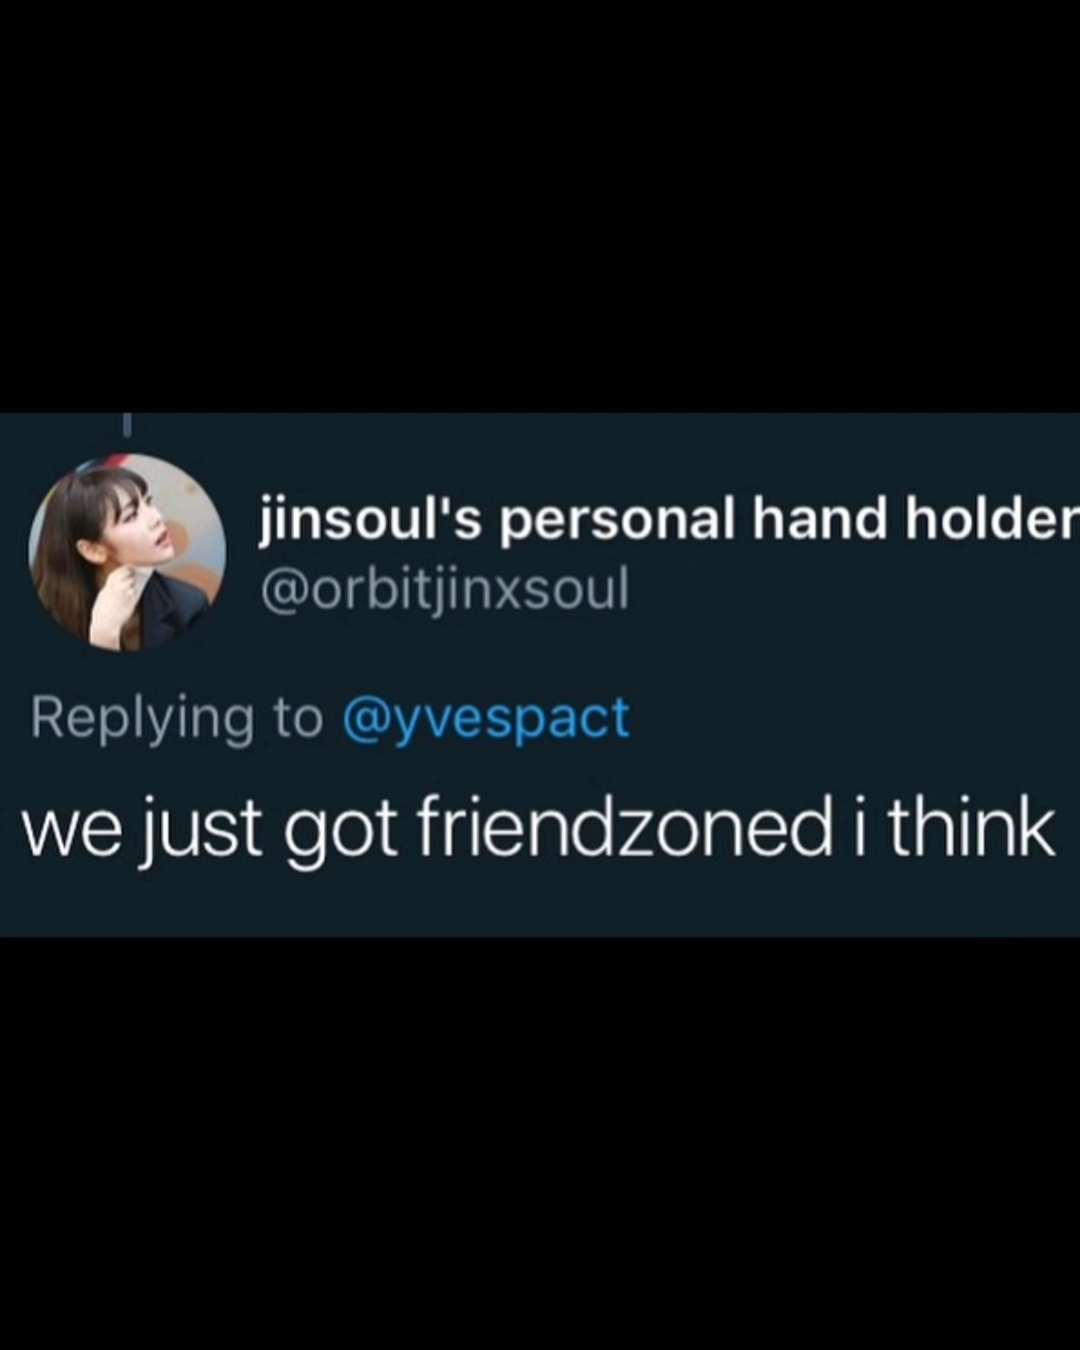 jinsoul's personal hand holder
@orbitjinxsoul
Replying to @yvespact
we just got friendzoned i think